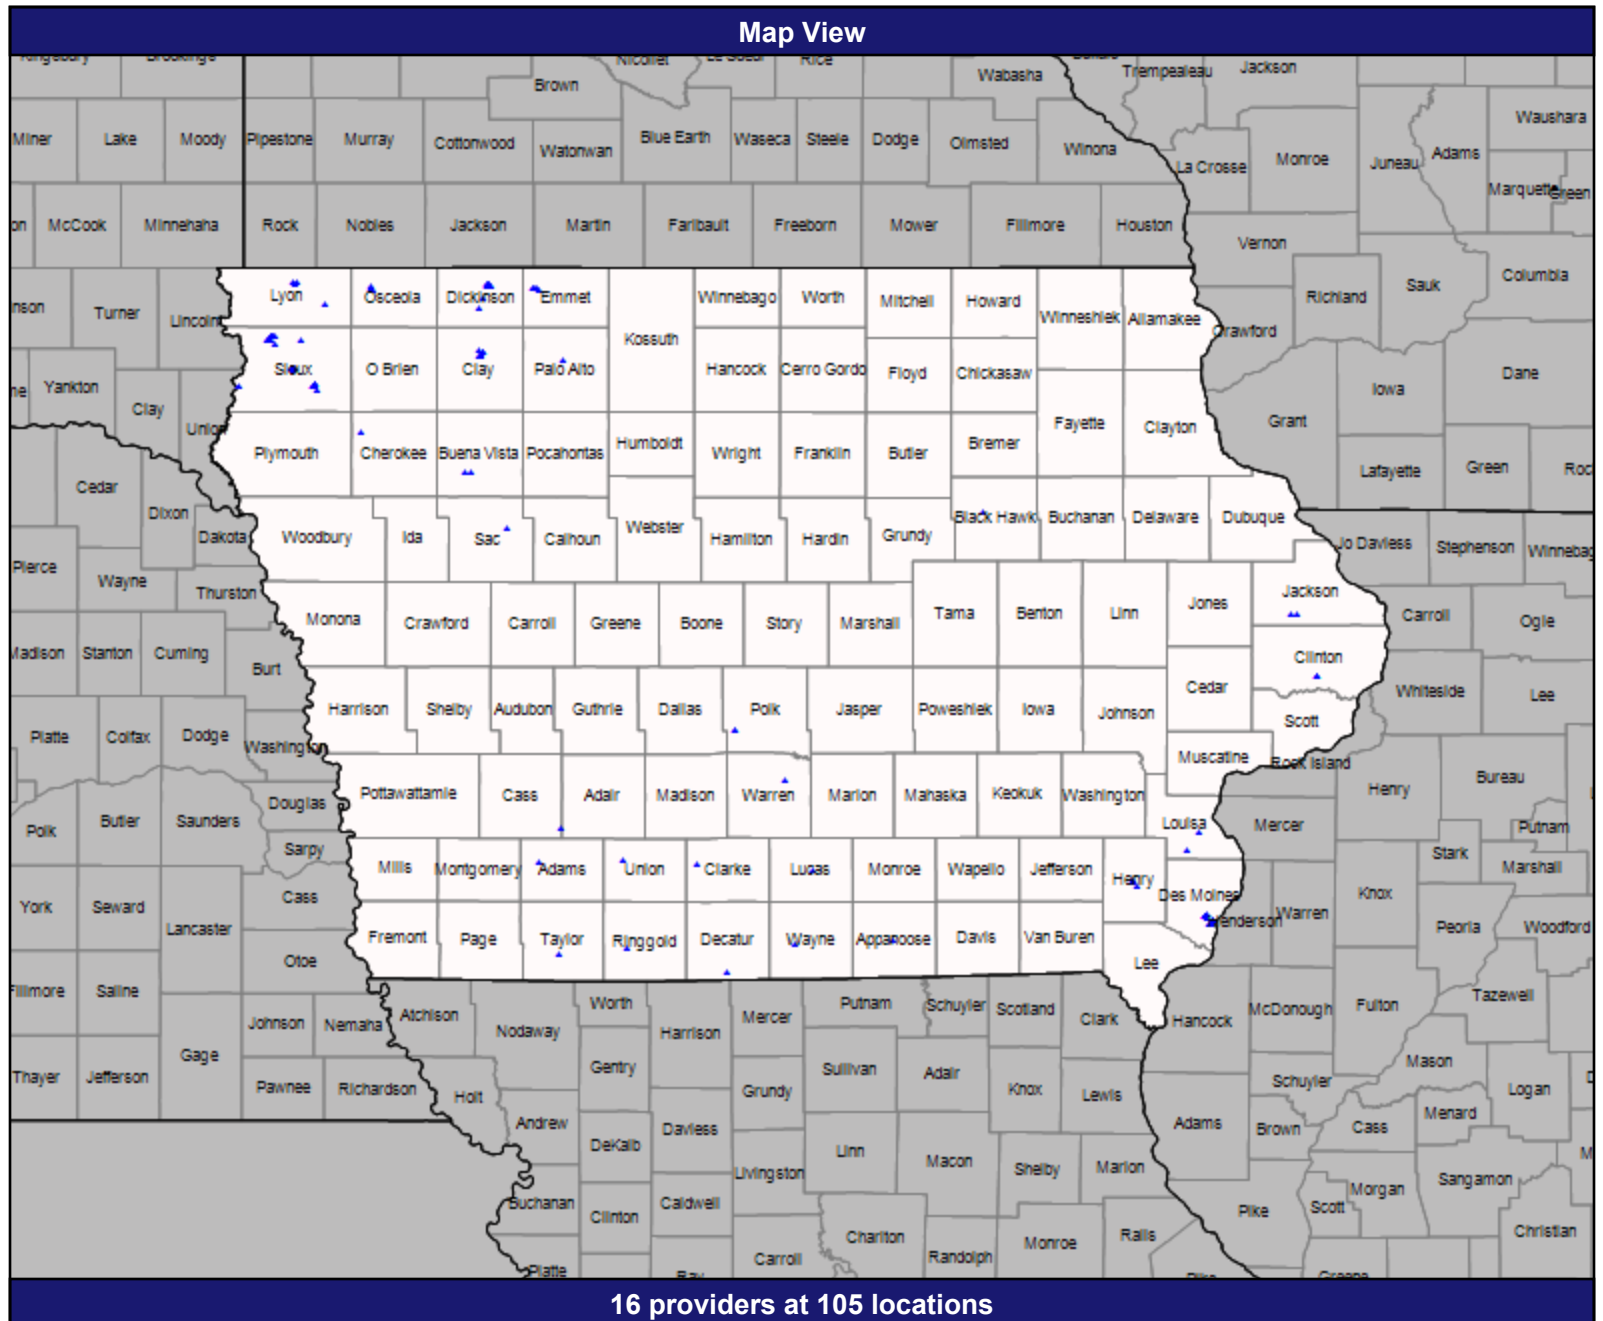 Map View
Nicollet Rice
Brown Wabasha Trempealeau Jackson
Miner Lake Moody Pipestone Murray Cottonwood Watonwan Blue Earth Waseca Steele Dodge Olmsted Winona La Crosse Monroe Juneau Adams Waushara
Marquette Green
McCook Minnehaha Rock Nobles Jackson Martin Faribault Freeborn Mower Fillmore Houston Vernon
Richland Sauk Columbia
Turner Lincoln Lyon Osceola Dickinson Emmet Winnebago Worth Mitchell Howard Winneshiek Allamakee Crawford
Kossuth
Yankton Clay Union Sioux O Brien Clay Palo Alto Hancock Cerro Gordo Floyd Chickasaw Iowa Dane
Plymouth Cherokee Buena Vista Pocahontas Humboldt Wright Franklin Butler Bremer Fayette Clayton Grant Lafayette Green
Cedar Dixon Dakota Woodbury Ida Sac Calhoun Webster Hamilton Hardin Grundy Black Hawk Buchanan Delaware Dubuque Jo Daviess Stephenson
Pierce Wayne Thurston
Monona Crawford Carroll Greene Boone Story Marshall Tama Benton Linn Jones Jackson Carroll Ogle
Stanton Cuming Burt Clinton
Harrison Shelby Audubon Guthrie Dallas Polk Jasper Poweshiek Iowa Johnson Cedar Scott Whiteside Lee
Platte Colfax Dodge Washington Muscatine Rock Island
Pottawattamie Cass Adair Madison Warren Marion Mahaska Keokuk Washington Louisa Henry Bureau
Polk Butler Saunders Douglas Sarpy Mercer Putnam
Mills Montgomery Adams Union Clarke Lucas Monroe Wapello Jefferson Henry Des Moines Stark Marshall
York Seward Lancaster Cass Henderson Warren Knox Peoria Woodford
Fremont Page Taylor Ringgold Decatur Wayne Appanoose Davis Van Buren Lee
Otoe
Saline Johnson Nemaha Atchison Nodaway Worth Harrison Mercer Putnam Schuyler Scotland Clark Hancock McDonough Fulton Tazewell
Thayer Jefferson Gage Pawnee Richardson Holt Gentry Grundy Sullivan Adair Knox Lewis Schuyler Mason Logan
Andrew DeKalb Daviess Adams Brown Cass Menard
Livingston Linn Macon Shelby Marion
Buchanan Clinton Caldwell Pike Scott Morgan Sangamon
Platte Carroll Chariton Randolph Monroe Ralls Christian
16 providers at 105 locations